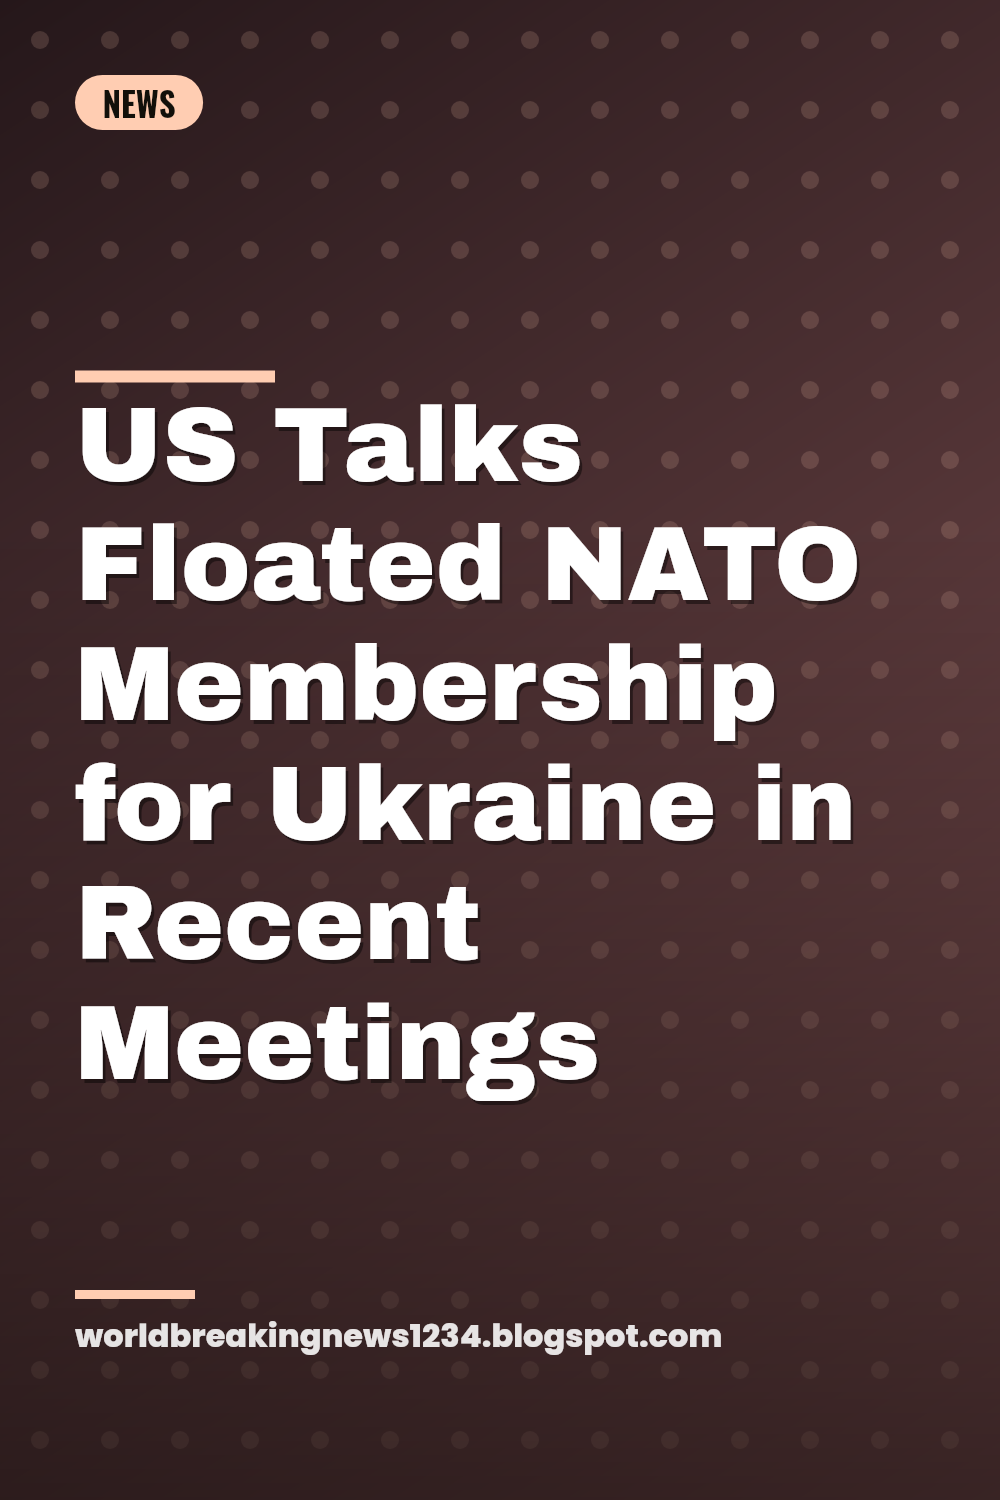 NEWS
US Talks
Floated NATO
Membership
for Ukraine in
Recent
Meetings
worldbreakingnews1234.blogspot.com